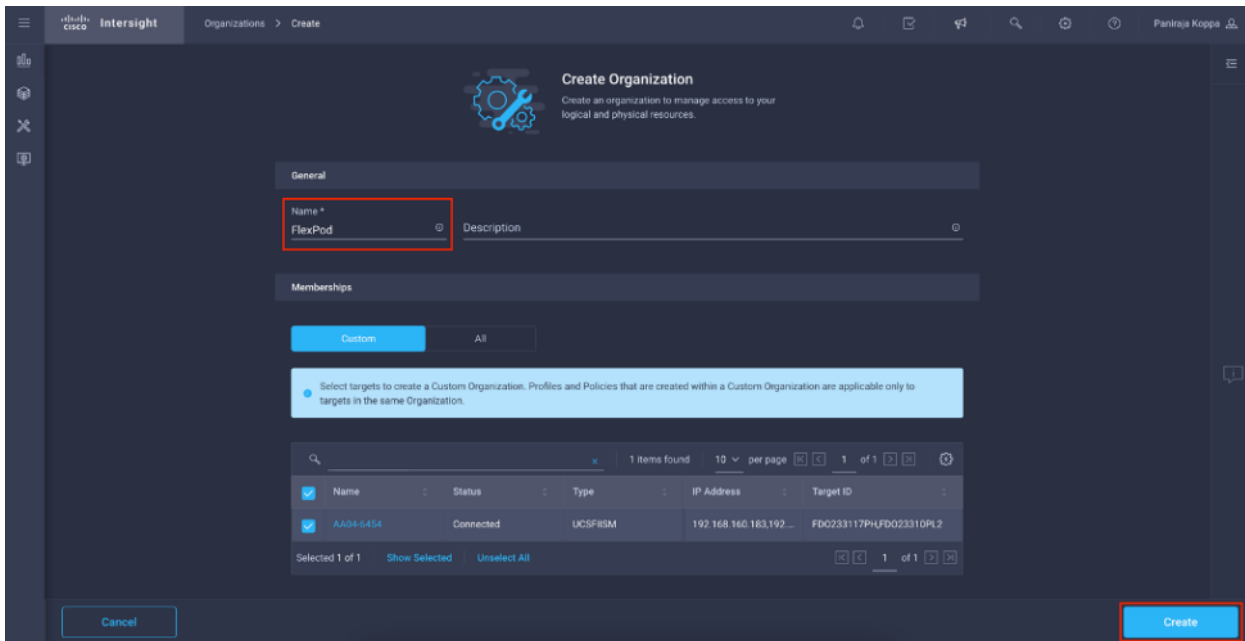 cisco Intersight
Organizations > Create
Paniraja Koppa
Create Organization
Create an organization to manage access to your
logical and physical resources.
General
Name *
FlexPod
Description
Memberships
Custom
All
Select targets to create a Custom Organization. Profiles and Policies that are created within a Custom Organization are applicable only to
targets in the same Organization.
1 items found 10 per page 1 of 1
Name Status Type IP Address Target ID
AA04-6454 Connected UCSFIISM 192.168.160.183,192... FDO233117PH,FDO23310PL2
Selected 1 of 1 Show Selected Unselect All 1 of 1
Cancel Create